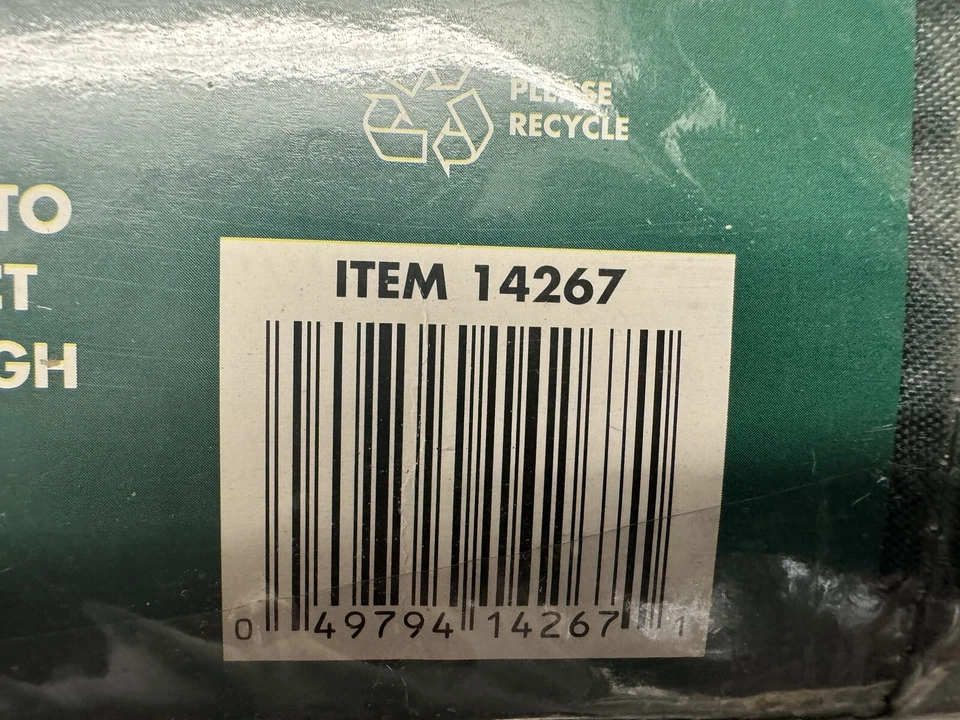 PLEASE
RECYCLE
TO
ET
GH
ITEM 14267
0 49794 14267 1